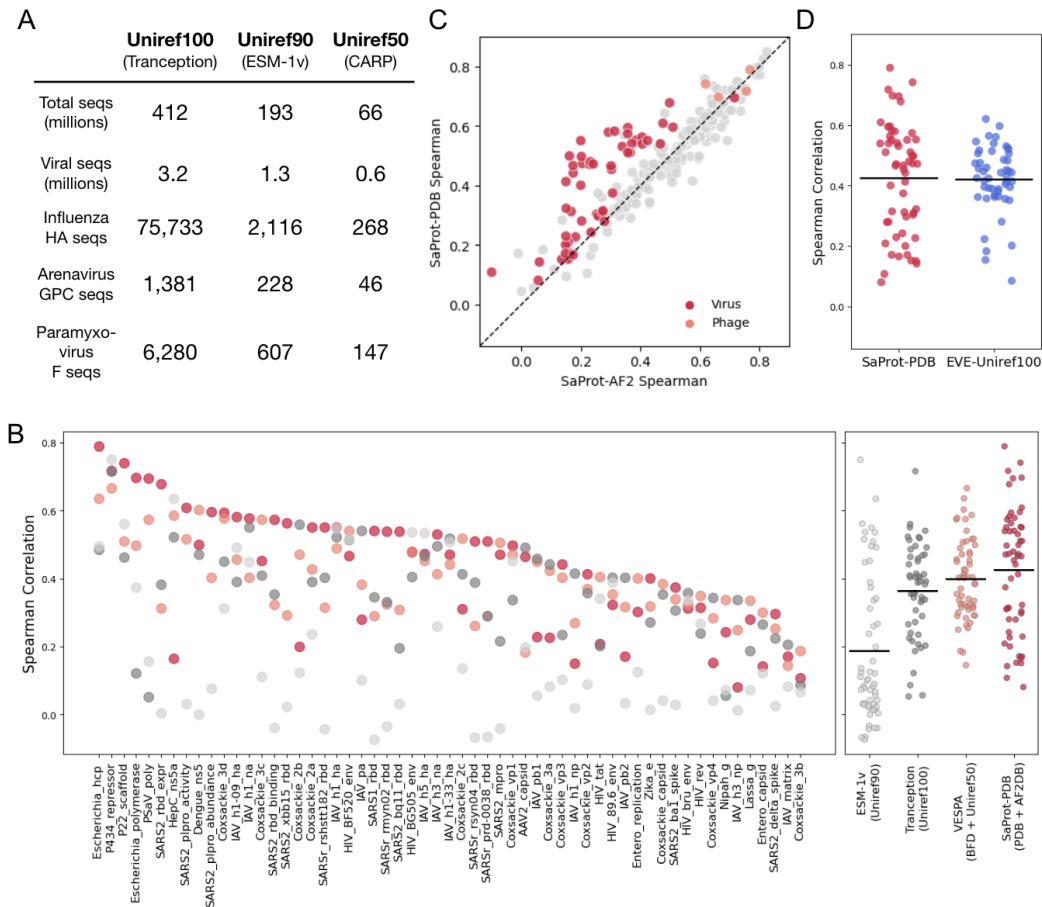 A
Uniref100 Uniref90 Uniref50
(Tranception) (ESM-1v) (CARP)
Total seqs
(millions)
412 193 66
Viral seqs
(millions)
3.2 1.3 0.6
Influenza
HA seqs
75,733 2,116 268
Arenavirus
GPC seqs
1,381 228 46
Paramyxo-
virus
F seqs
6,280 607 147
C
SaProt-PDB Spearman
0.8
0.6
0.4
0.2
0.0
Virus
Phage
0.0 0.2 0.4 0.6 0.8
SaProt-AF2 Spearman
D
Spearman Correlation
0.8
0.6
0.4
0.2
0.0
SaProt-PDB EVE-Uniref100
B
Spearman Correlation
0.8
0.6
0.4
0.2
0.0
Escherichia_hcp
P434_repressor
P22_scaffold
Escherichia_polymerase
PSaV_poly
SARS2_rbd_expr
HepC_ns5a
SARS2_plpro_activity
Dengue_ns5
SARS2_plpro_abundance
Coxsackie_3d
IAV_h1-09_ha
IAV_h1_na
Coxsackie_3c
SARS2_rbd_binding
SARS2_xbb15_rbd
Coxsackie_2b
Coxsackie_2a
SARSr_rshstt182_rbd
IAV_h1_ha
HIV_BF520_env
IAV_pa
SARS1_rbd
SARSr_rmyn02_rbd
SARS2_bq11_rbd
HIV_BG505_env
IAV_h5_ha
IAV_h3_na
IAV_h1-33_ha
Coxsackie_2c
SARSr_rsyn04_rbd
SARSr_prd-0038_rbd
SARS2_mpro
Coxsackie_vp1
AAV2_capsid
IAV_pb1
Coxsackie_3a
Coxsackie_vp3
IAV_h1_np
Coxsackie_vp2
HIV_tat
HIV_89.6_env
IAV_pb2
Entero_replication
Zika_e
Coxsackie_capsid
SARS2_ba1_spike
HIV_bru_env
HIV_rev
Coxsackie_vp4
Nipah_g
IAV_h3_np
Lassa_g
Entero_capsid
SARS2_delta_spike
IAV_matrix
Coxsackie_3b
ESM-1v
(Uniref90)
Tranception
(Uniref100)
VESPA
(BFD + Uniref50)
SaProt-PDB
(PDB + AF2DB)